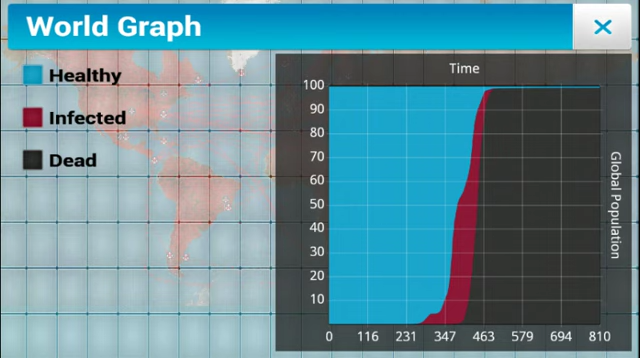 World Graph
Healthy
Infected
Dead
Time
100
90
80
70
60
50
40
30
20
10
0 116 231 347 463 579 694 810
Global Population